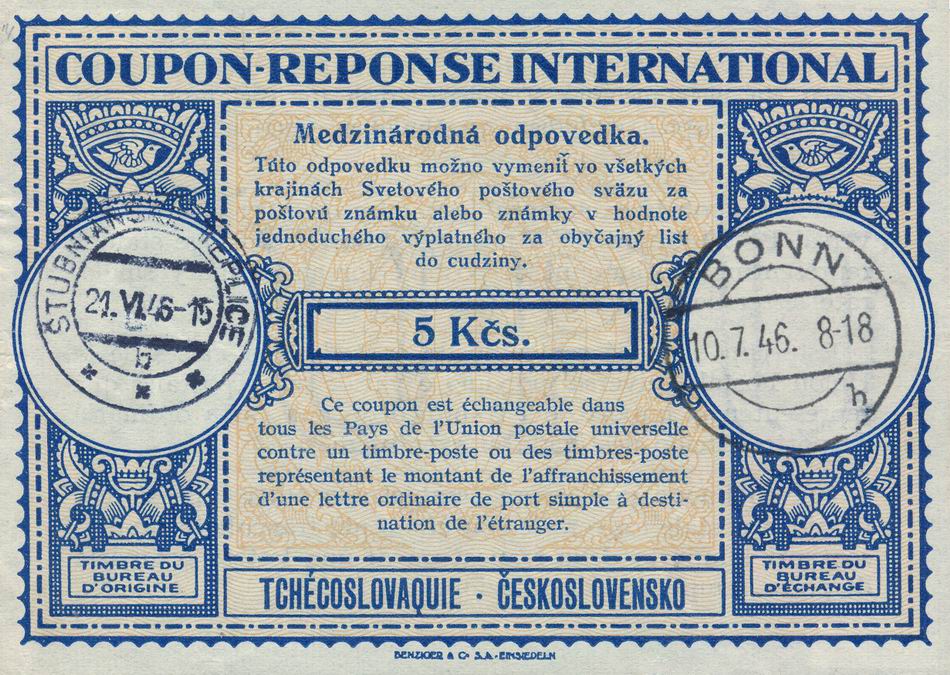 COUPON-REPONSE INTERNATIONAL
Medzinárodná odpovedka.
Túto odpovedku možno vymeniť vo všetkých
krajinách Svetového poštového sväzu za
poštovú známku alebo známky v hodnote
jednoduchého výplatného za obyčajný list
do cudziny.
STUBNIANSKE TEPLICE
21.VI.46-15
b
5 Kčs.
BONN
10.7.46. 8-18
h
Ce coupon est échangeable dans
tous les Pays de l'Union postale universelle
contre un timbre-poste ou des timbres-poste
représentant le montant de l'affranchissement
d'une lettre ordinaire de port simple à desti-
nation de l'étranger.
TIMBRE DU
BUREAU
D'ORIGINE
TCHÉCOSLOVAQUIE · ČESKOSLOVENSKO
TIMBRE DU
BUREAU
D'ÉCHANGE
BENZIGER & Co S.A.-EINSIEDELN